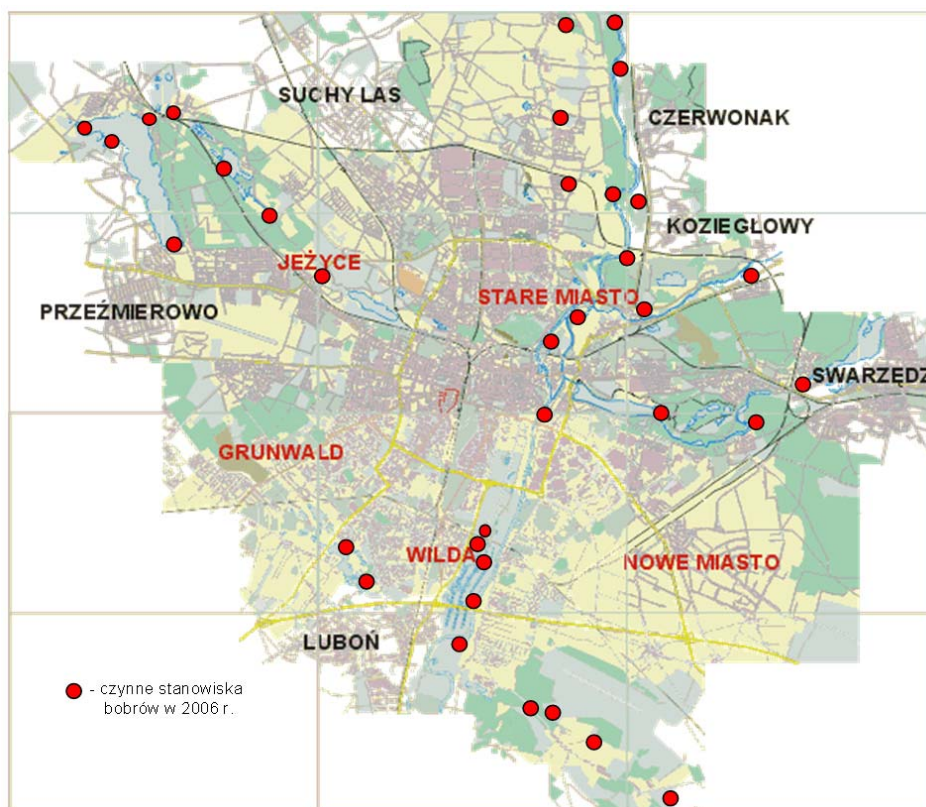 SUCHY LAS
CZERWONAK
KOZIEGŁOWY
JEŻYCE
STARE MIASTO
PRZEŹMIEROWO
SWARZĘDZ
GRUNWALD
WILDA
NOWE MIASTO
LUBOŃ
- czynne stanowiska
bobrów w 2006 r.